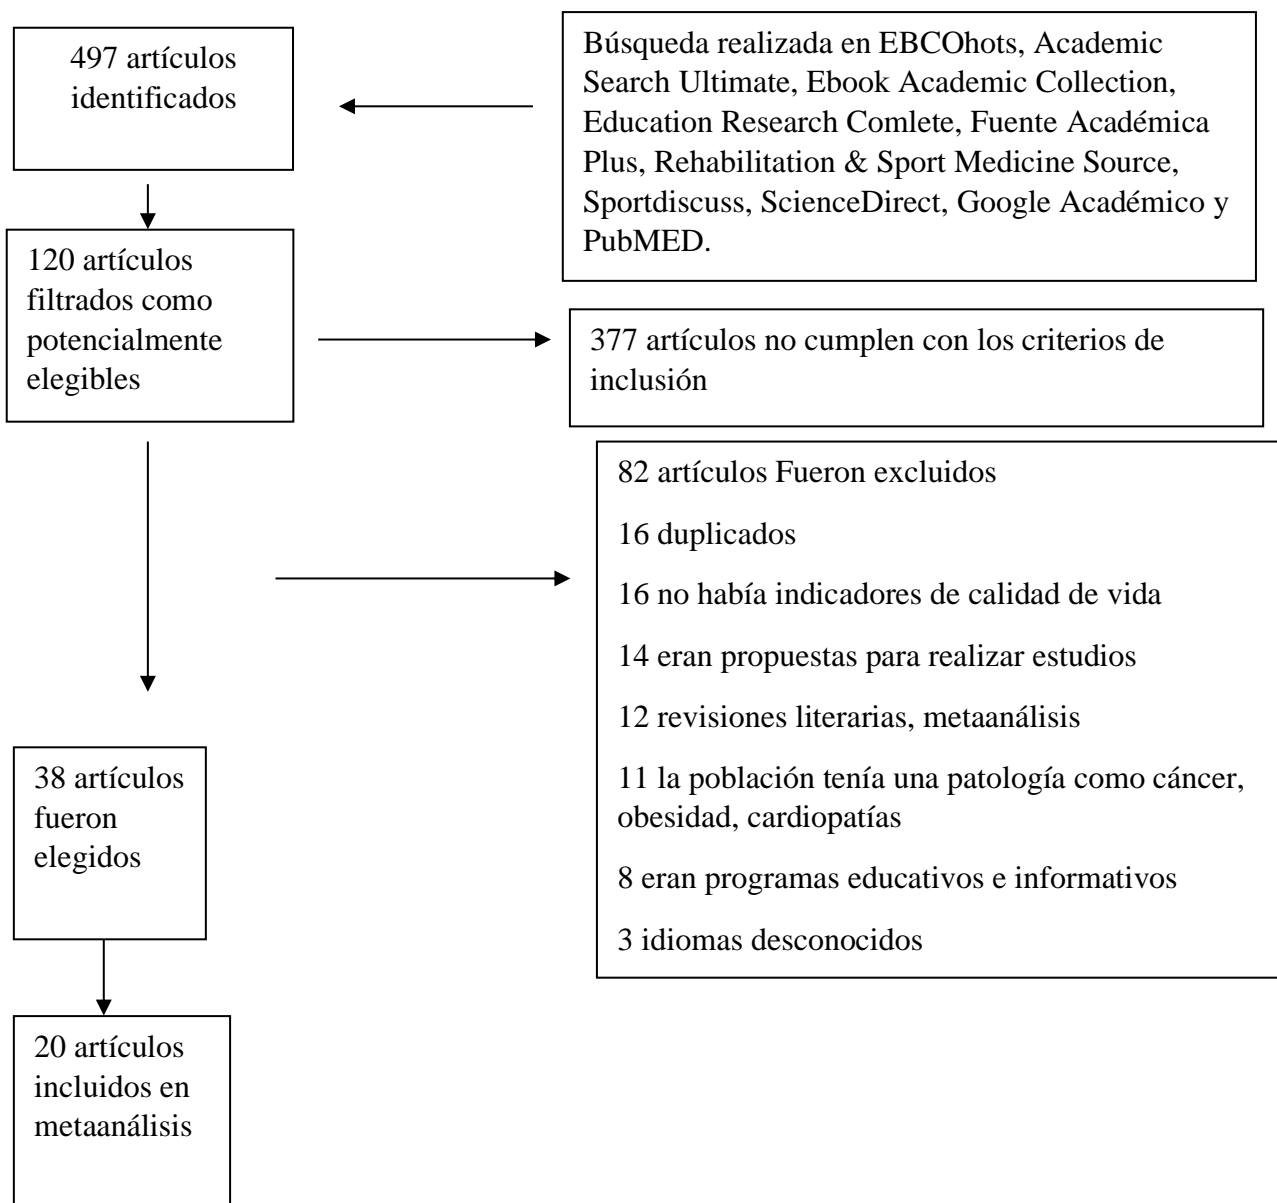 497 artículos
identificados
Búsqueda realizada en EBCOhots, Academic
Search Ultimate, Ebook Academic Collection,
Education Research Comlete, Fuente Académica
Plus, Rehabilitation & Sport Medicine Source,
Sportdiscuss, ScienceDirect, Google Académico y
PubMED.
120 artículos
filtrados como
potencialmente
elegibles
377 artículos no cumplen con los criterios de
inclusión
82 artículos Fueron excluidos
16 duplicados
16 no había indicadores de calidad de vida
14 eran propuestas para realizar estudios
12 revisiones literarias, metaanálisis
11 la población tenía una patología como cáncer,
obesidad, cardiopatías
8 eran programas educativos e informativos
3 idiomas desconocidos
38 artículos
fueron
elegidos
20 artículos
incluidos en
metaanálisis